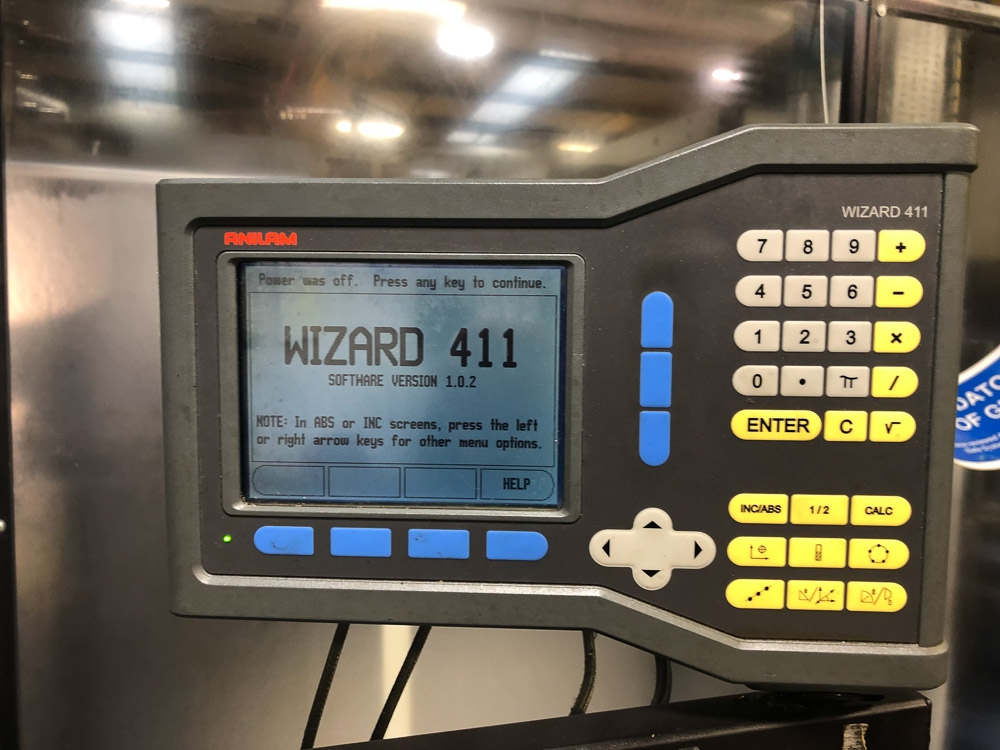 WIZARD 411
ANILAM
Power was off. Press any key to continue.
WIZARD 411
SOFTWARE VERSION 1.0.2
NOTE: In ABS or INC screens, press the left
or right arrow keys for other menu options.
HELP
7 8 9 +
4 5 6 −
1 2 3 ×
0 • π /
ENTER C √
INC/ABS 1/2 CALC
OF